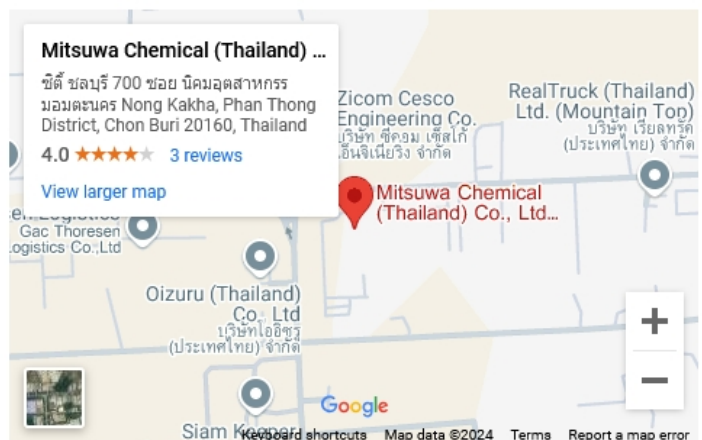 Mitsuwa Chemical (Thailand) ...
ซิตี้ ชลบุรี 700 ซอย นิคมอุตสาหกรร
มอมตะนคร Nong Kakha, Phan Thong
District, Chon Buri 20160, Thailand
4.0 3 reviews
View larger map
Zicom Cesco
Engineering Co.
บริษัท ซีคอม เซ็สโก้
เอ็นจิเนียริง จำกัด
RealTruck (Thailand)
Ltd. (Mountain Top)
บริษัท เรียลทรัค
(ประเทศไทย) จำกัด
Mitsuwa Chemical
(Thailand) Co., Ltd...
Logistics
Gac Thoresen
Logistics Co.,Ltd
Oizuru (Thailand)
Co., Ltd
บริษัทโออิซูรุ
(ประเทศไทย) จำกัด
Siam
Google
Keyboard shortcuts Map data ©2024 Terms Report a map error